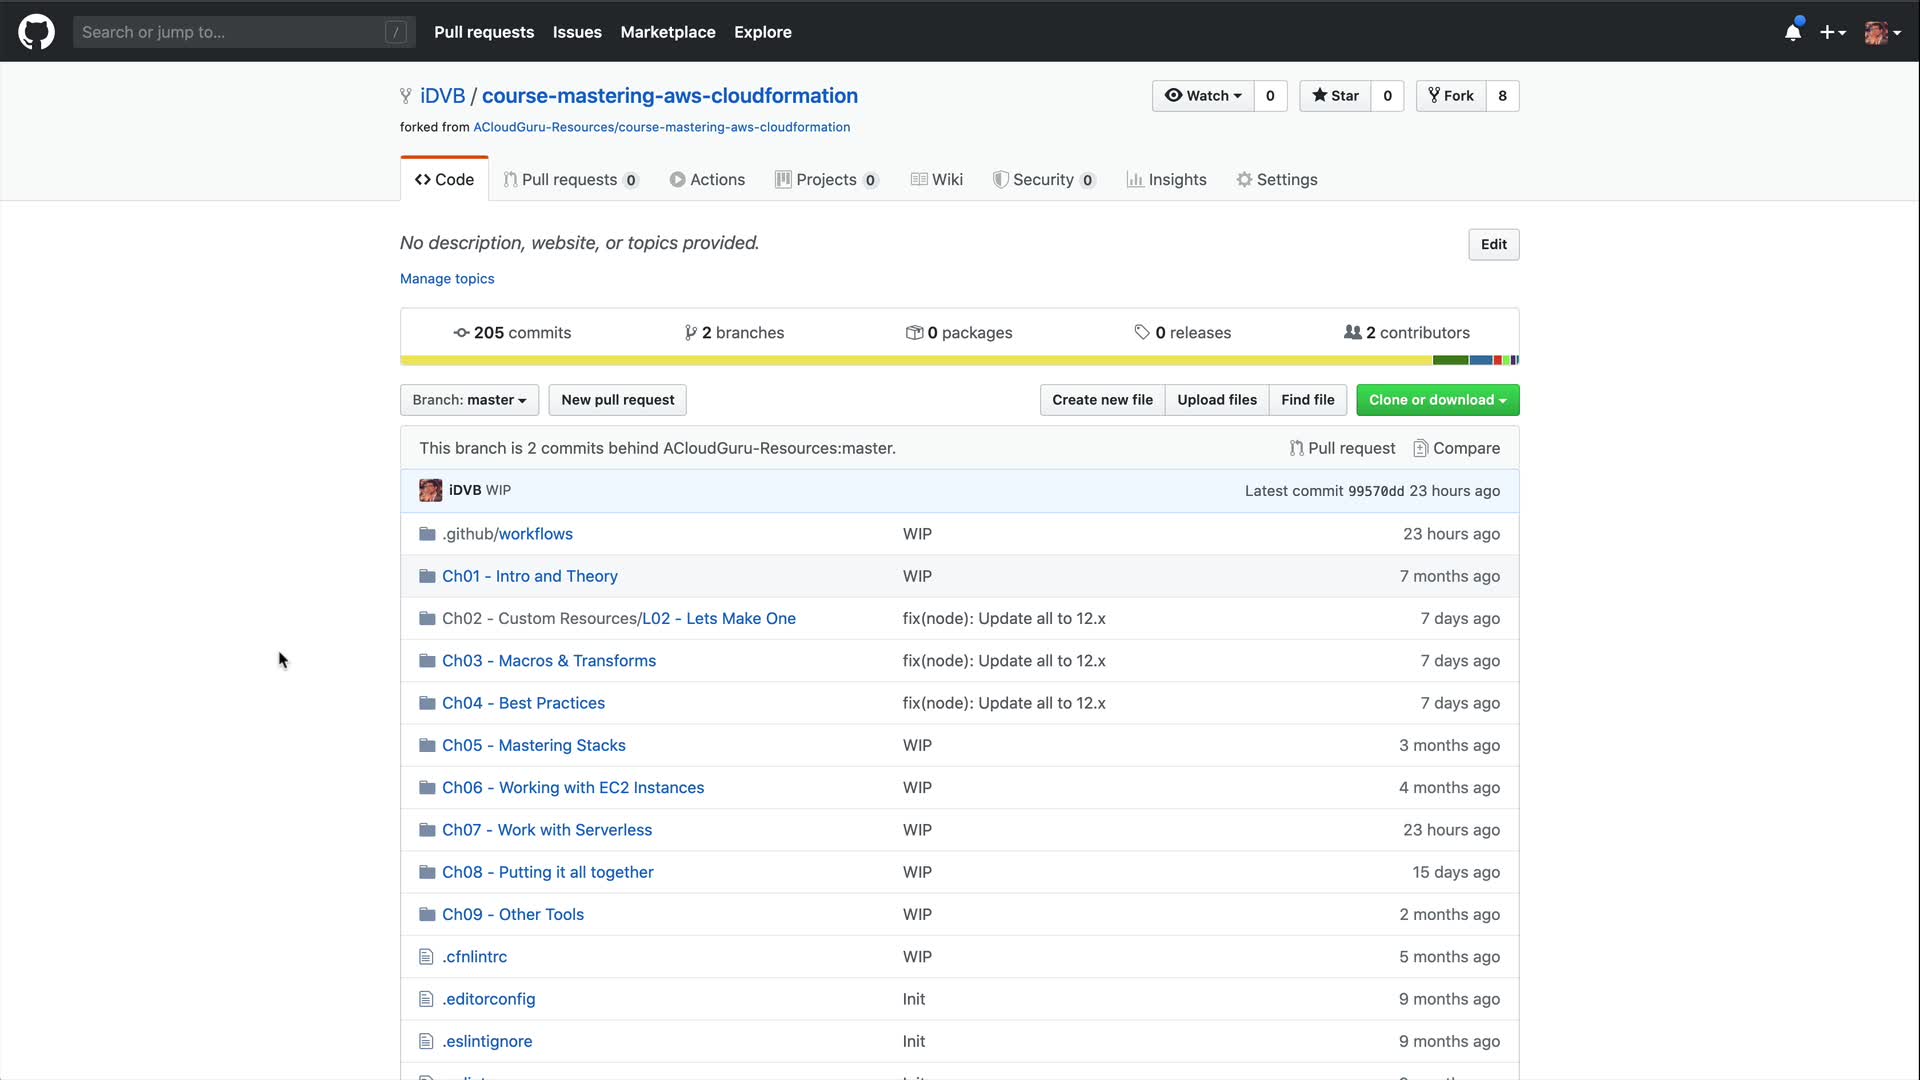 Search or jump to... /
Pull requests Issues Marketplace Explore
iDVB / course-mastering-aws-cloudformation
Watch 0 Star 0 Fork 8
forked from ACloudGuru-Resources/course-mastering-aws-cloudformation
Code Pull requests 0 Actions Projects 0 Wiki Security 0 Insights Settings
No description, website, or topics provided.
Edit
Manage topics
205 commits 2 branches 0 packages 0 releases 2 contributors
Branch: master New pull request Create new file Upload files Find file Clone or download
This branch is 2 commits behind ACloudGuru-Resources:master. Pull request Compare
iDVB WIP Latest commit 99570dd 23 hours ago
.github/workflows WIP 23 hours ago
Ch01 - Intro and Theory WIP 7 months ago
Ch02 - Custom Resources/L02 - Lets Make One fix(node): Update all to 12.x 7 days ago
Ch03 - Macros & Transforms fix(node): Update all to 12.x 7 days ago
Ch04 - Best Practices fix(node): Update all to 12.x 7 days ago
Ch05 - Mastering Stacks WIP 3 months ago
Ch06 - Working with EC2 Instances WIP 4 months ago
Ch07 - Work with Serverless WIP 23 hours ago
Ch08 - Putting it all together WIP 15 days ago
Ch09 - Other Tools WIP 2 months ago
.cfnlintrc WIP 5 months ago
.editorconfig Init 9 months ago
.eslintignore Init 9 months ago